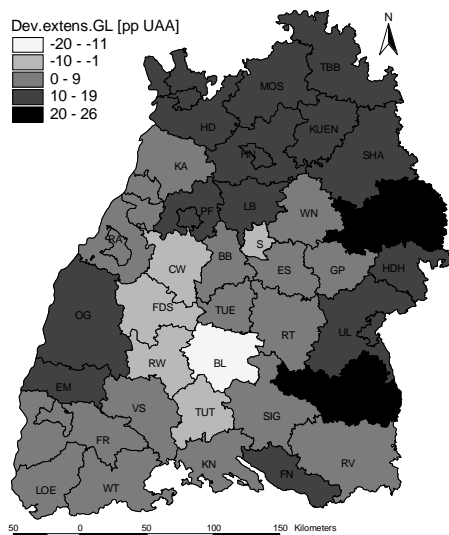 Dev.extens.GL [pp UAA]
-20 - -11
-10 - -1
0 - 9
10 - 19
20 - 26
N
TBB
MOS
HD
KUEN
HN
SHA
KA
PF
LB
WN
RA
CW
BB
S
ES
GP
HDH
OG
FDS
TUE
RT
UL
RW
BL
EM
VS
TUT
SIG
FR
KN
FN
RV
LOE
WT
50 0 50 100 150 Kilometers